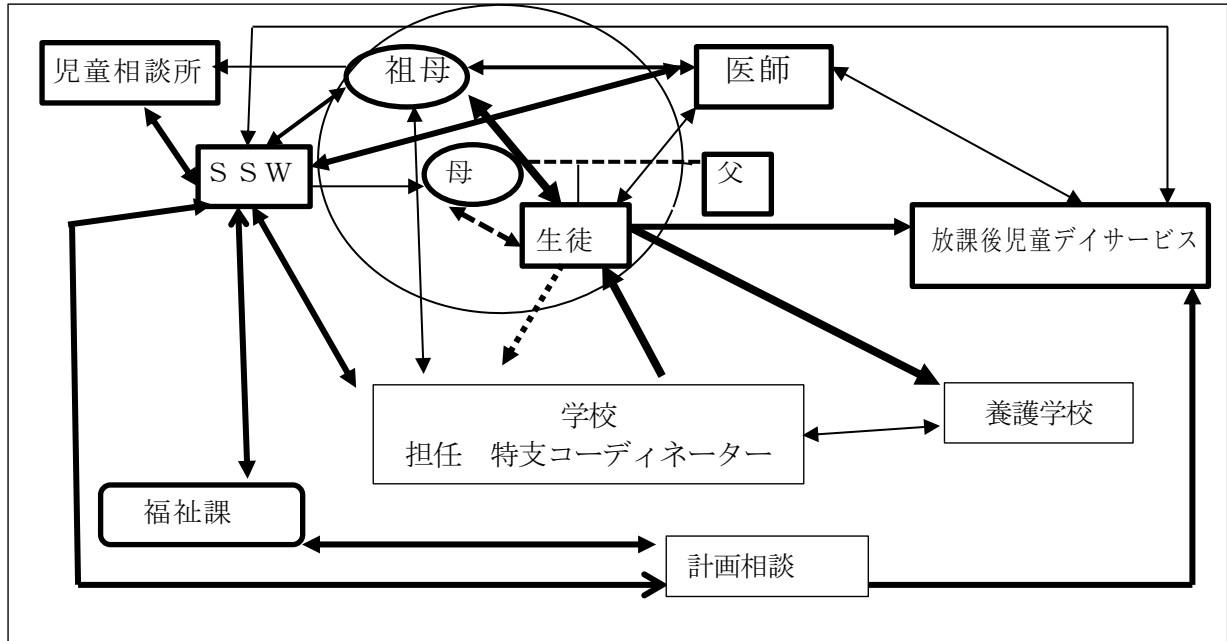 児童相談所
祖母
医師
ＳＳＷ
母
父
生徒
放課後児童デイサービス
学校
担任　特支コーディネーター
養護学校
福祉課
計画相談